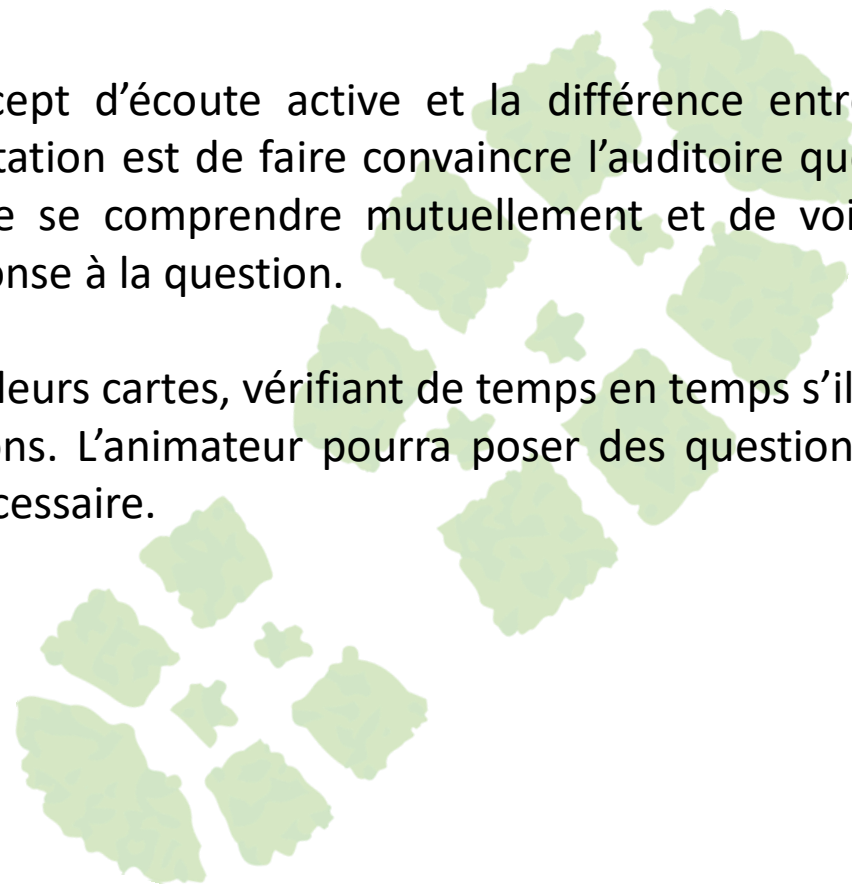 cept d’écoute active et la différence entr
tation est de faire convaincre l’auditoire que
e se comprendre mutuellement et de voi
onse à la question.
leurs cartes, vérifiant de temps en temps s’il
ons. L’animateur pourra poser des question
cessaire.